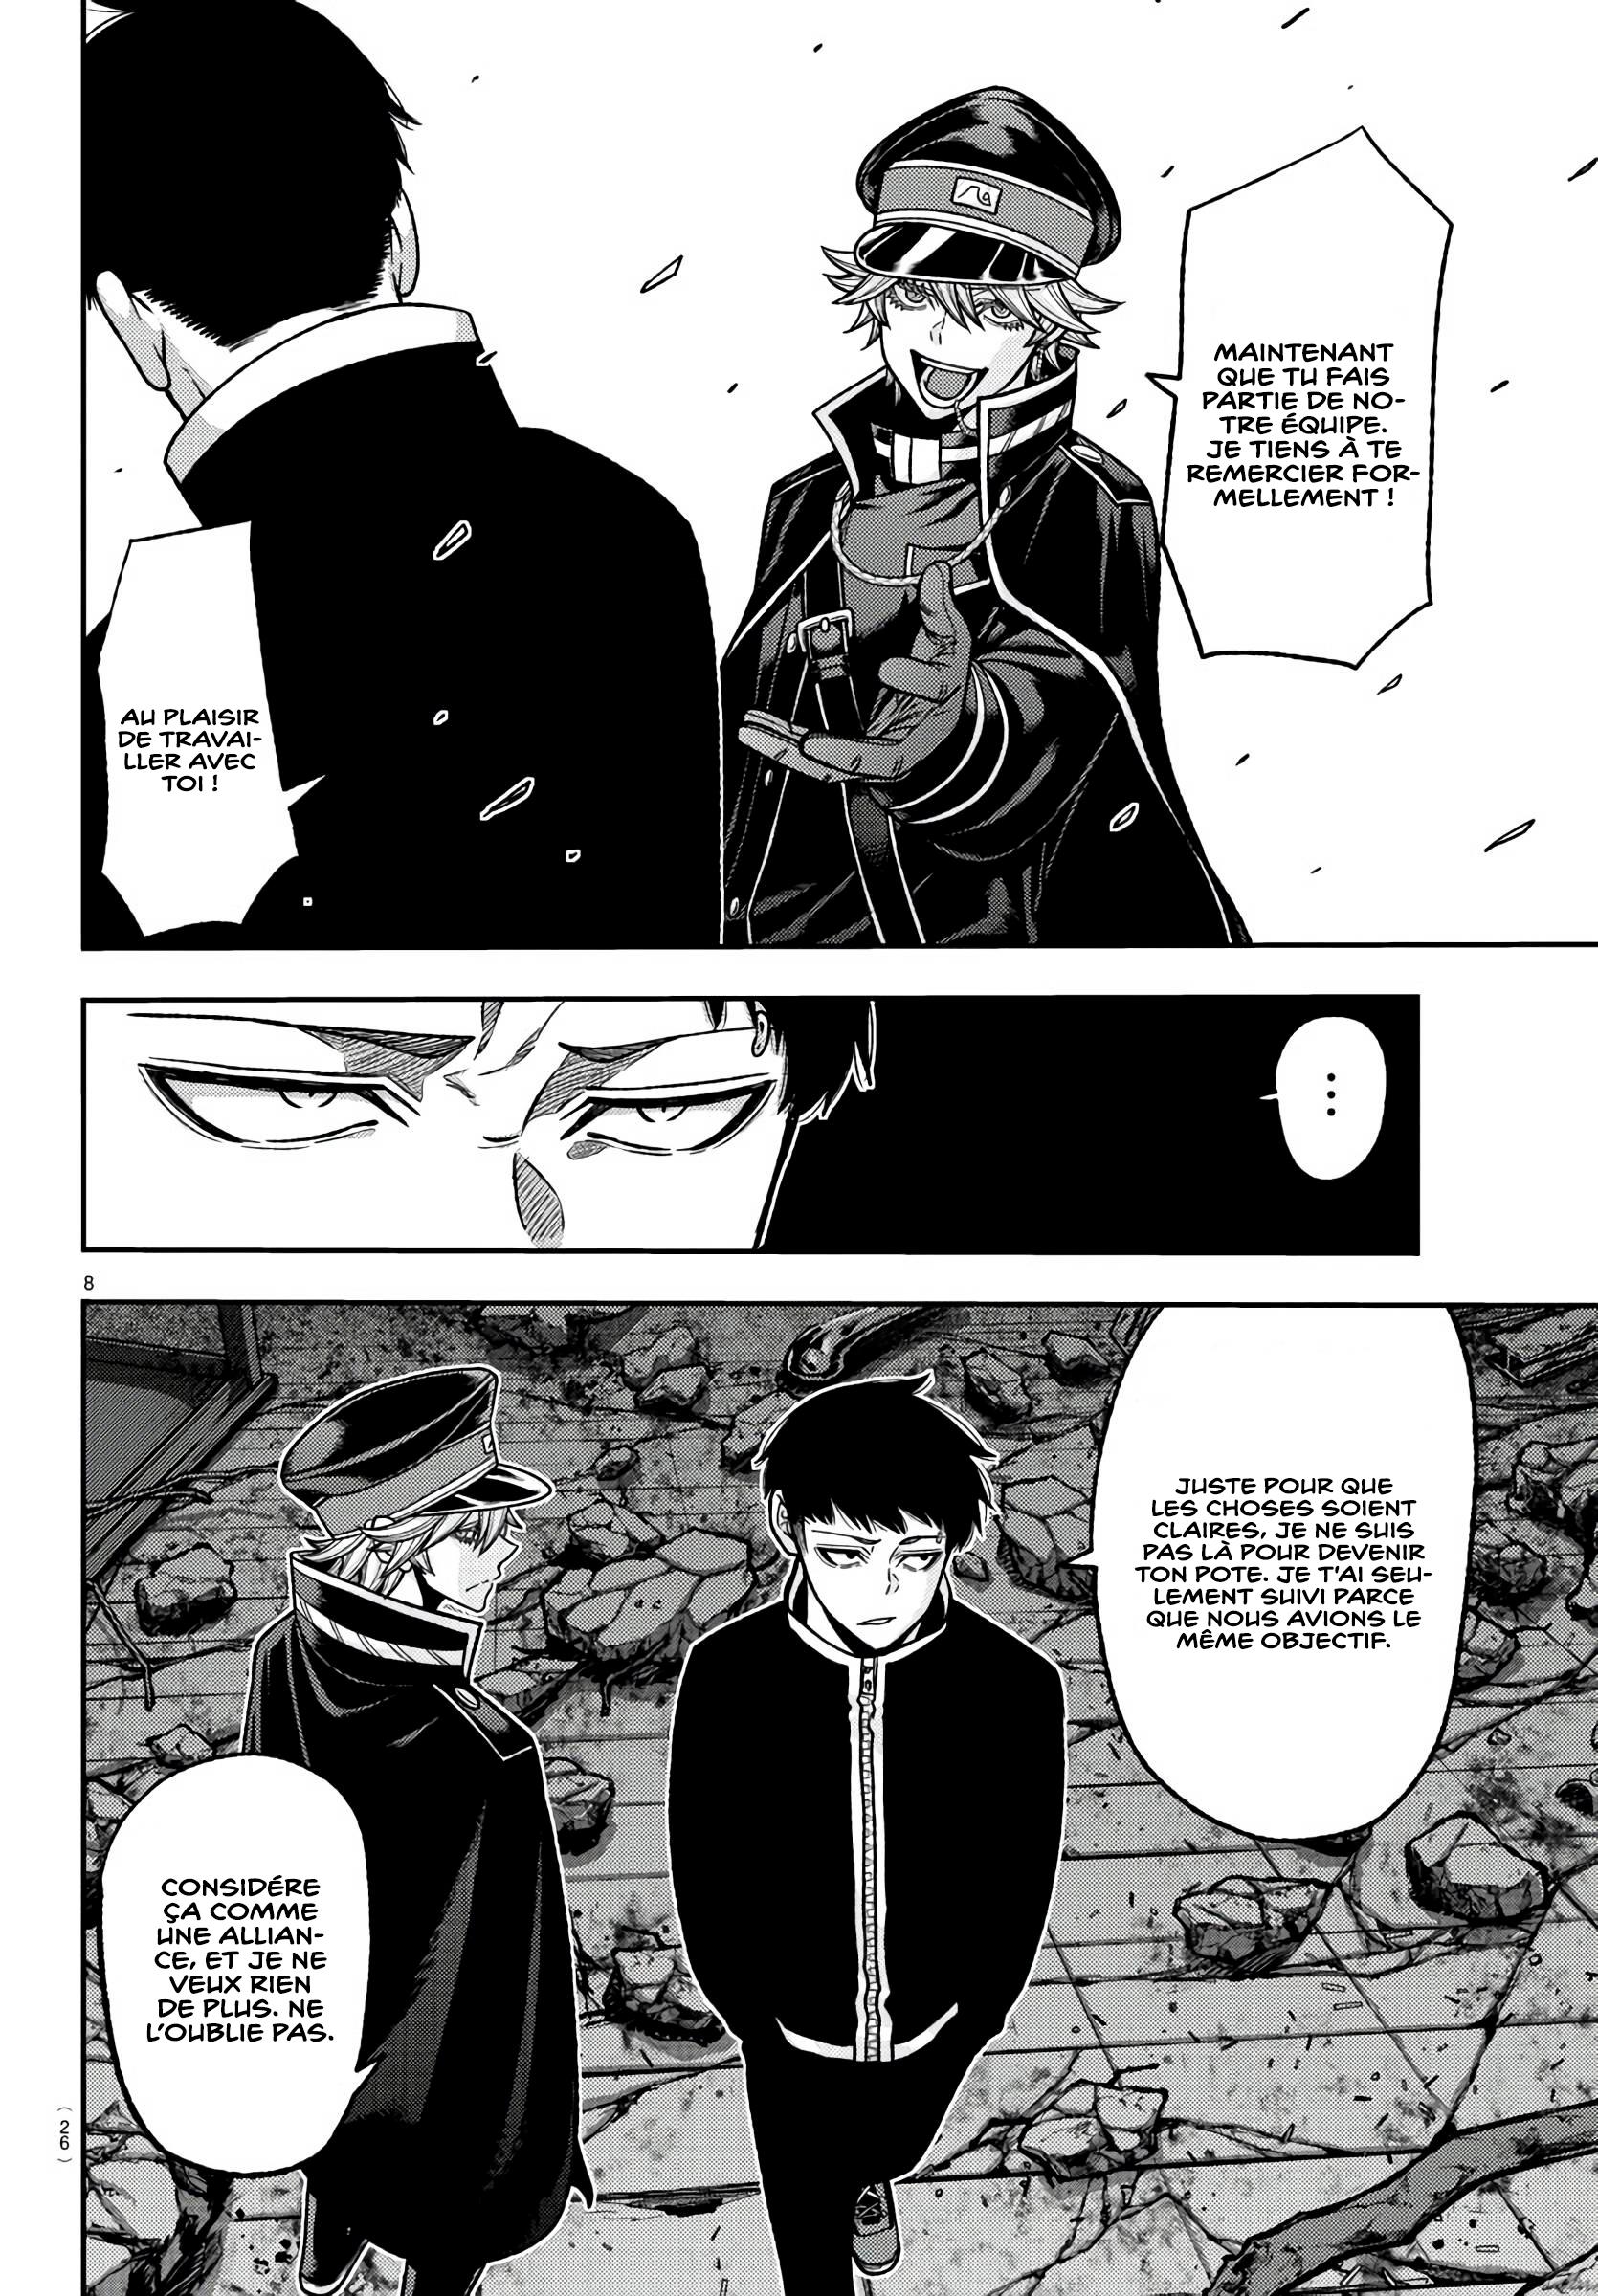 MAINTENANT
QUE TU FAIS
PARTIE DE NO-
TRE ÉQUIPE.
JE TIENS À TE
REMERCIER FOR-
MELLEMENT !
AU PLAISIR
DE TRAVAI-
LLER AVEC
TOI !
...
8
JUSTE POUR QUE
LES CHOSES SOIENT
CLAIRES, JE NE SUIS
PAS LÀ POUR DEVENIR
TON POTE. JE T'AI SEU-
LEMENT SUIVI PARCE
QUE NOUS AVIONS LE
MÊME OBJECTIF.
CONSIDÉRE
ÇA COMME
UNE ALLIAN-
CE, ET JE NE
VEUX RIEN
DE PLUS. NE
L'OUBLIE PAS.
(26)